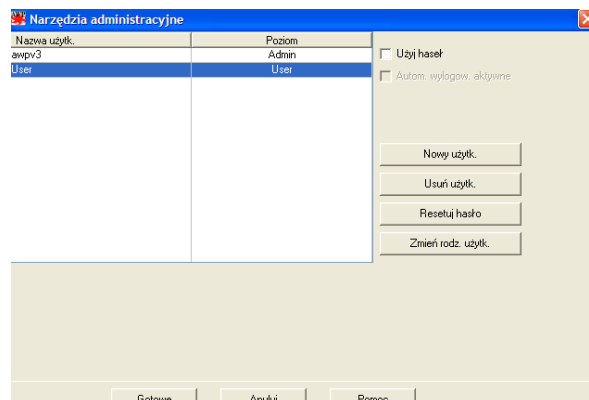 Narzędzia administracyjne
Nazwa użytk. Poziom
awpv3 Admin
User User
Użyj haseł
Autom. wylogow. aktywne
Nowy użytk.
Usuń użytk.
Resetuj hasło
Zmień rodz. użytk.
Gotowe Anuluj Pomoc